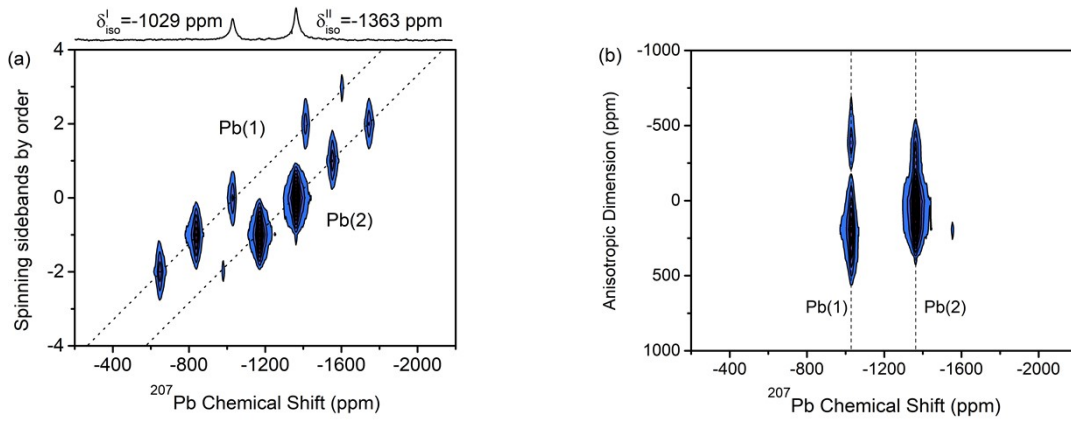 δ^I_iso=-1029 ppm δ^II_iso=-1363 ppm
(a)
Spinning sidebands by order
4
2
0
-2
-4
Pb(1)
Pb(2)
-400 -800 -1200 -1600 -2000
207Pb Chemical Shift (ppm)
(b)
Anisotropic Dimension (ppm)
-1000
-500
0
500
1000
Pb(1) Pb(2)
-400 -800 -1200 -1600 -2000
207Pb Chemical Shift (ppm)